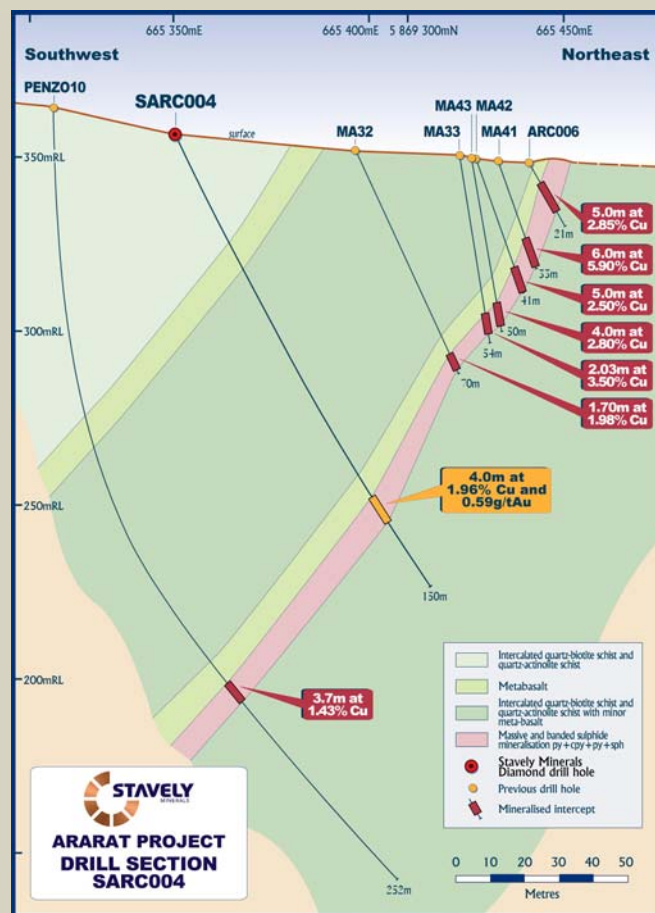 665 350mE
665 400mE
5 869 300mN
665 450mE
Southwest
Northeast
PENZO10
SARC004
MA43
MA42
MA32
MA33
MA41
ARC006
surface
350mRL
5.0m at
2.85% Cu
21m
6.0m at
5.90% Cu
33m
5.0m at
2.50% Cu
41m
300mRL
4.0m at
2.80% Cu
50m
54m
2.03m at
3.50% Cu
70m
1.70m at
1.98% Cu
4.0m at
1.96% Cu and
0.59g/tAu
250mRL
150m
200mRL
3.7m at
1.43% Cu
Intercalated quartz-biotite schist and
quartz-actinolite schist
Metabasalt
Intercalated quartz-biotite schist and
quartz-actinolite schist with minor
meta-basalt
Massive and banded sulphide
mineralisation py+cpy+py+sph
Stavely Minerals
Diamond drill hole
Previous drill hole
Mineralised intercept
STAVELY
MINERALS
ARARAT PROJECT
DRILL SECTION
SARC004
252m
0 10 20 30 40 50
Metres